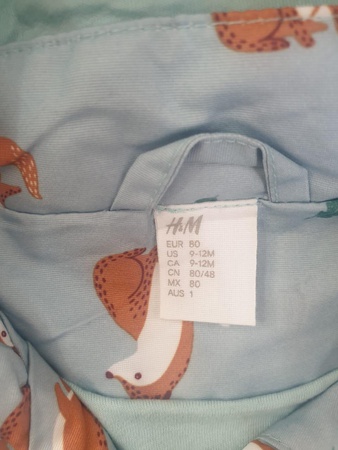 H&M
EUR 80
US 9-12M
CA 9-12M
CN 80/48
MX 80
AUS 1